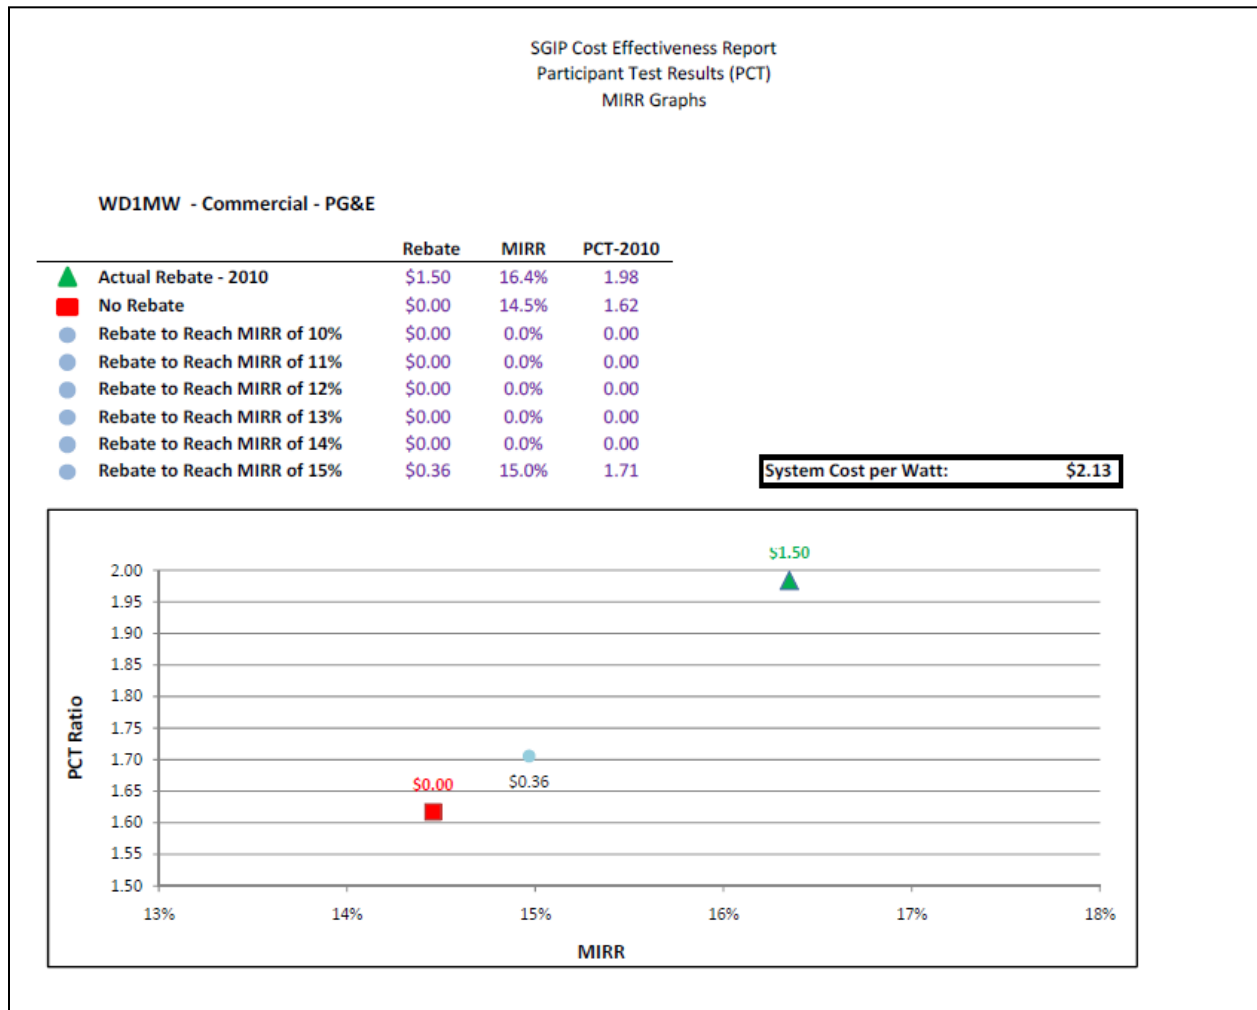 SGIP Cost Effectiveness Report
Participant Test Results (PCT)
MIRR Graphs
WD1MW - Commercial - PG&E
Rebate MIRR PCT-2010
Actual Rebate - 2010 $1.50 16.4% 1.98
No Rebate $0.00 14.5% 1.62
Rebate to Reach MIRR of 10% $0.00 0.0% 0.00
Rebate to Reach MIRR of 11% $0.00 0.0% 0.00
Rebate to Reach MIRR of 12% $0.00 0.0% 0.00
Rebate to Reach MIRR of 13% $0.00 0.0% 0.00
Rebate to Reach MIRR of 14% $0.00 0.0% 0.00
Rebate to Reach MIRR of 15% $0.36 15.0% 1.71
System Cost per Watt: $2.13
$1.50
2.00
1.95
1.90
1.85
1.80
1.75
1.70
1.65
1.60
1.55
1.50
PCT Ratio
$0.00
$0.36
13% 14% 15% 16% 17% 18%
MIRR